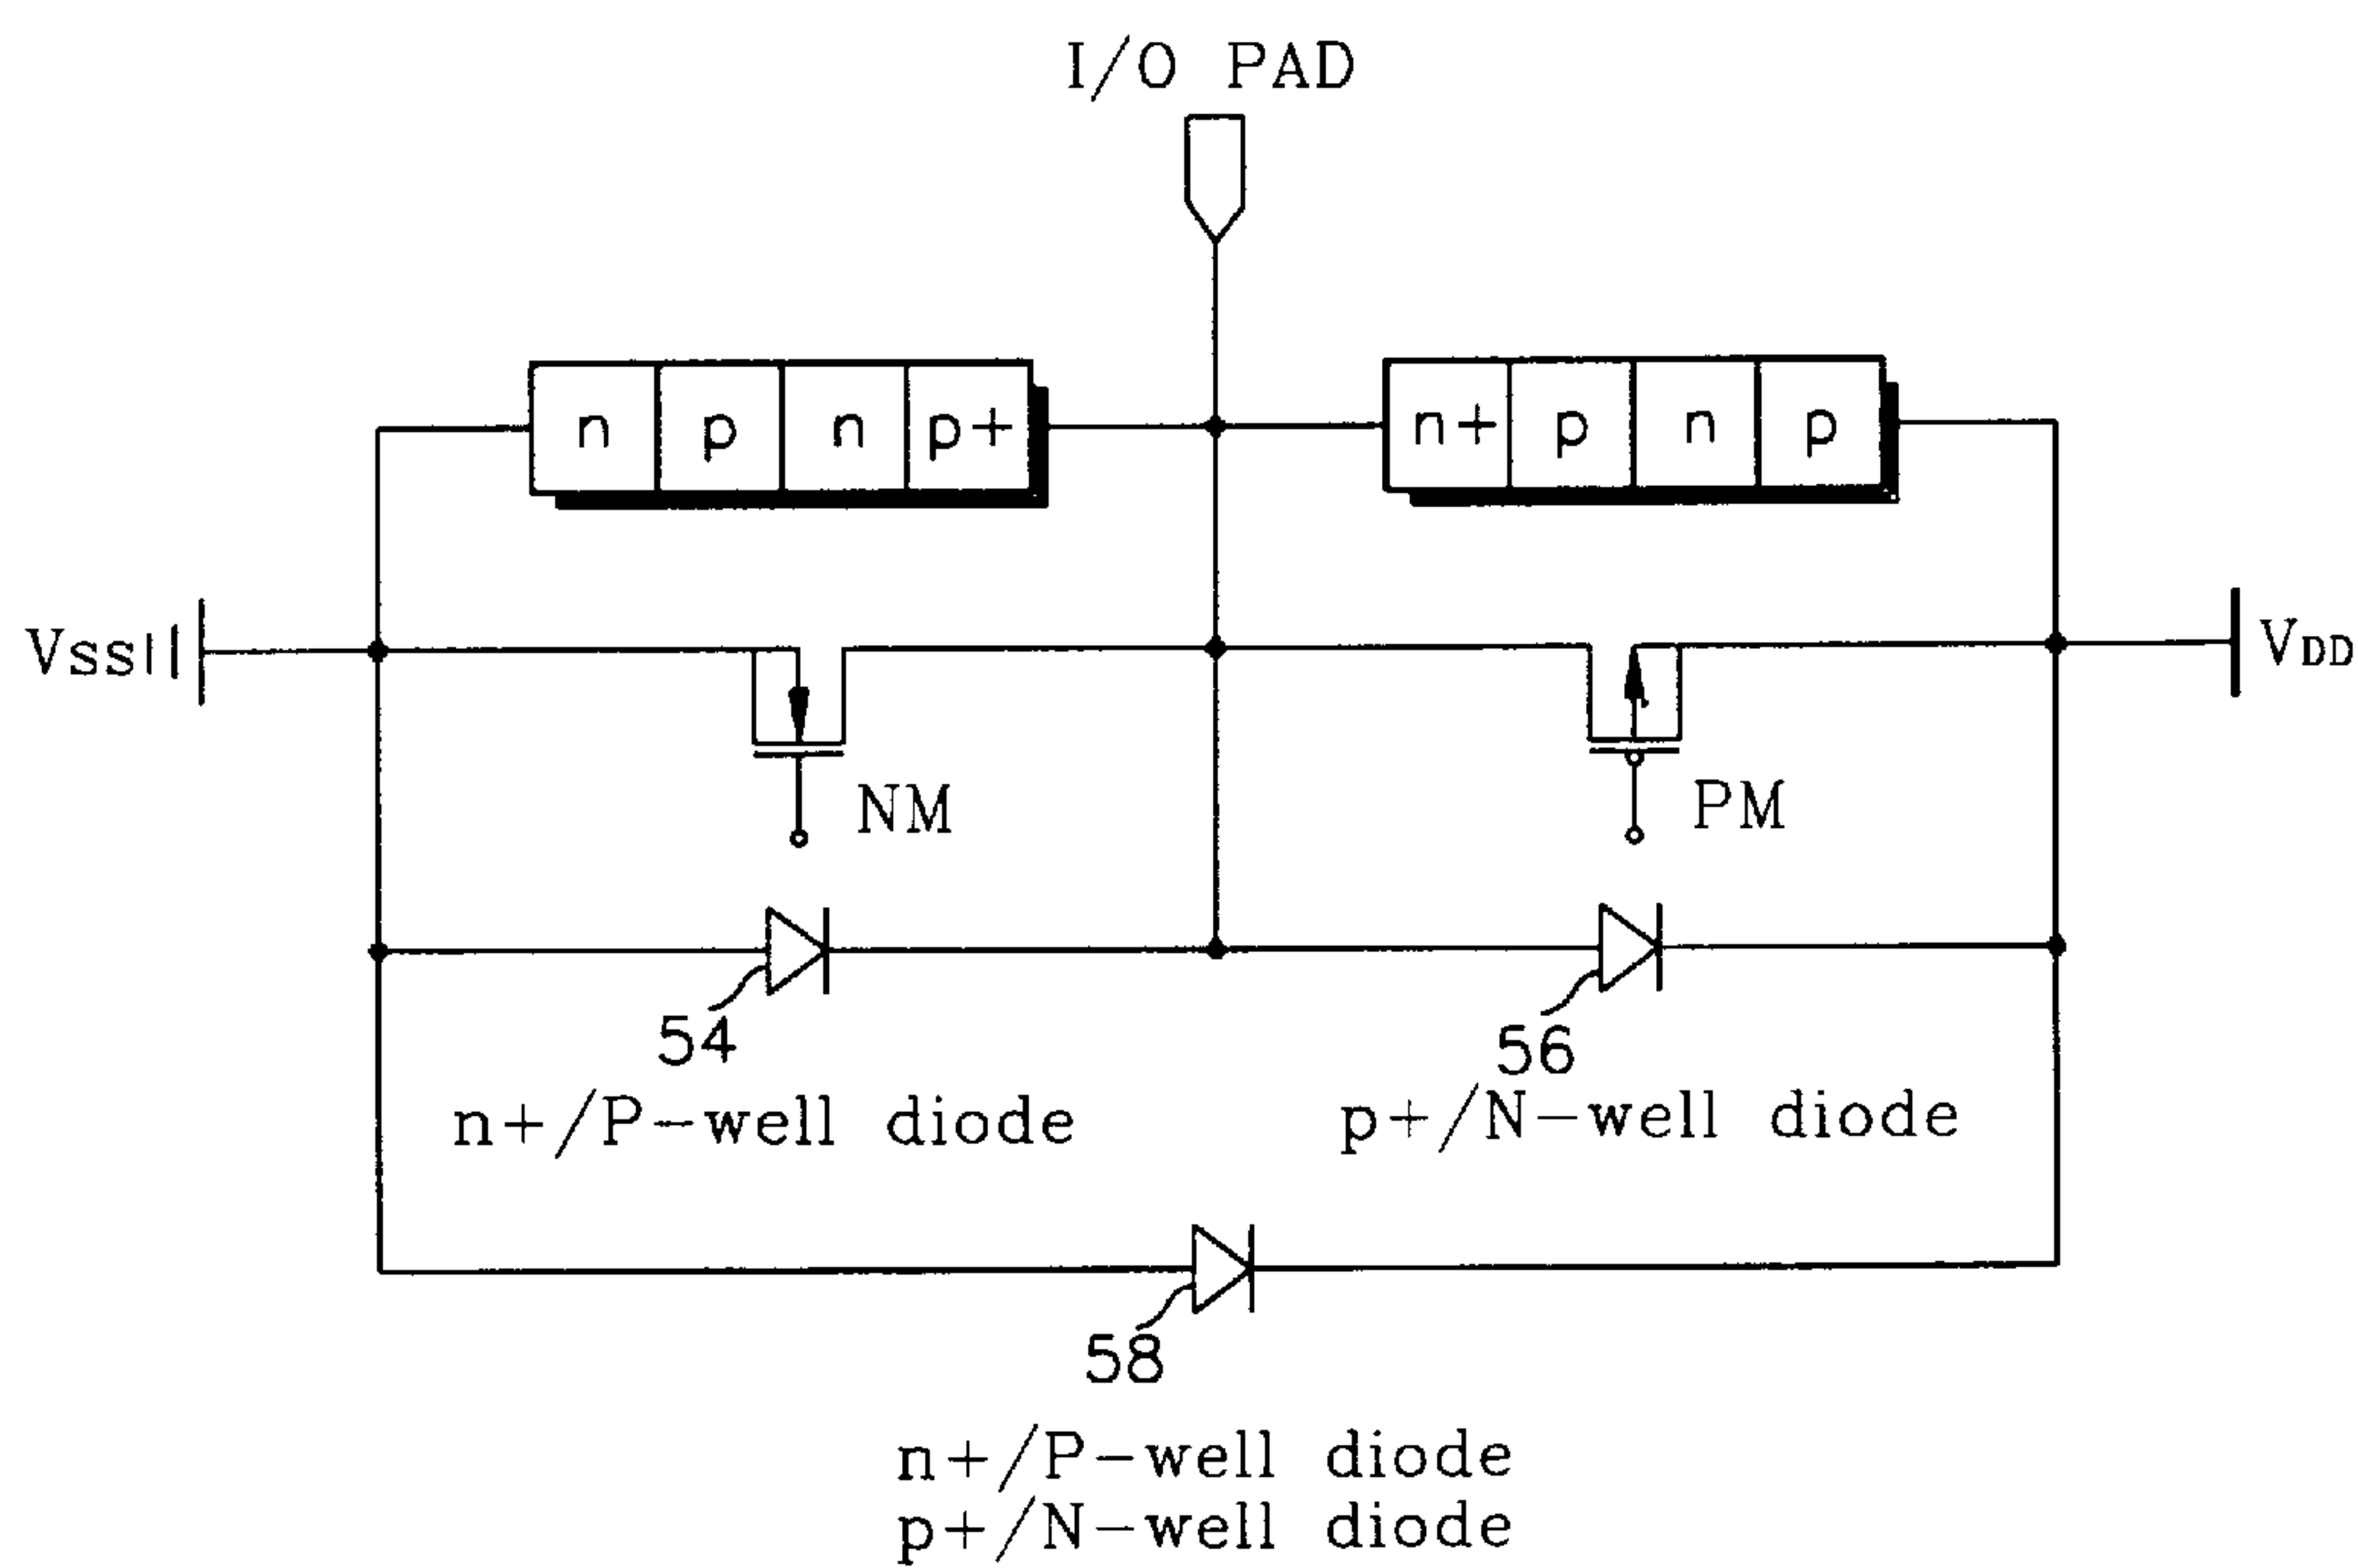 I/O PAD
n p n p+
n+ p n p
Vss
VDD
NM
PM
54
56
n+/P-well diode
p+/N-well diode
58
n+/P-well diode
p+/N-well diode